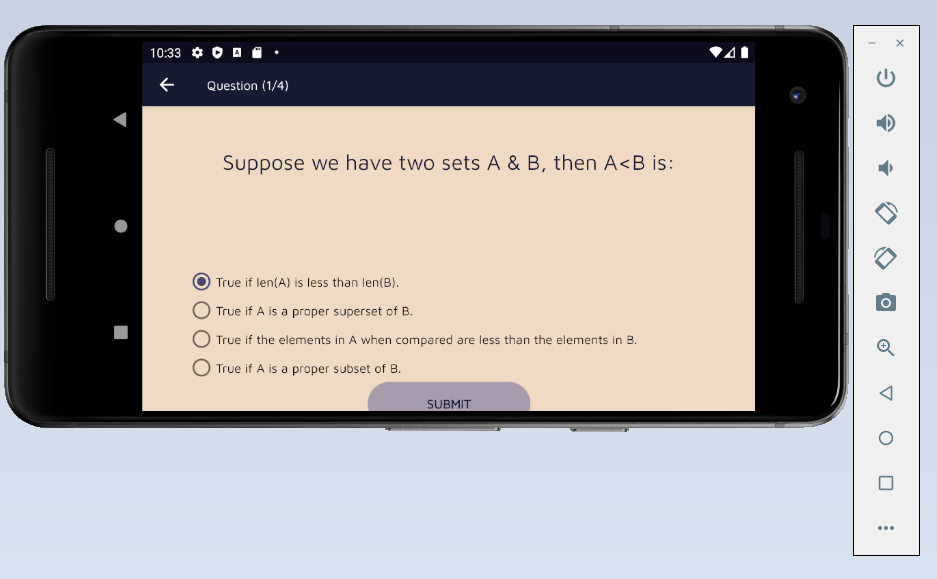 10:33
Question (1/4)
Suppose we have two sets A & B, then A<B is:
True if len(A) is less than len(B).
True if A is a proper superset of B.
True if the elements in A when compared are less than the elements in B.
True if A is a proper subset of B.
SUBMIT